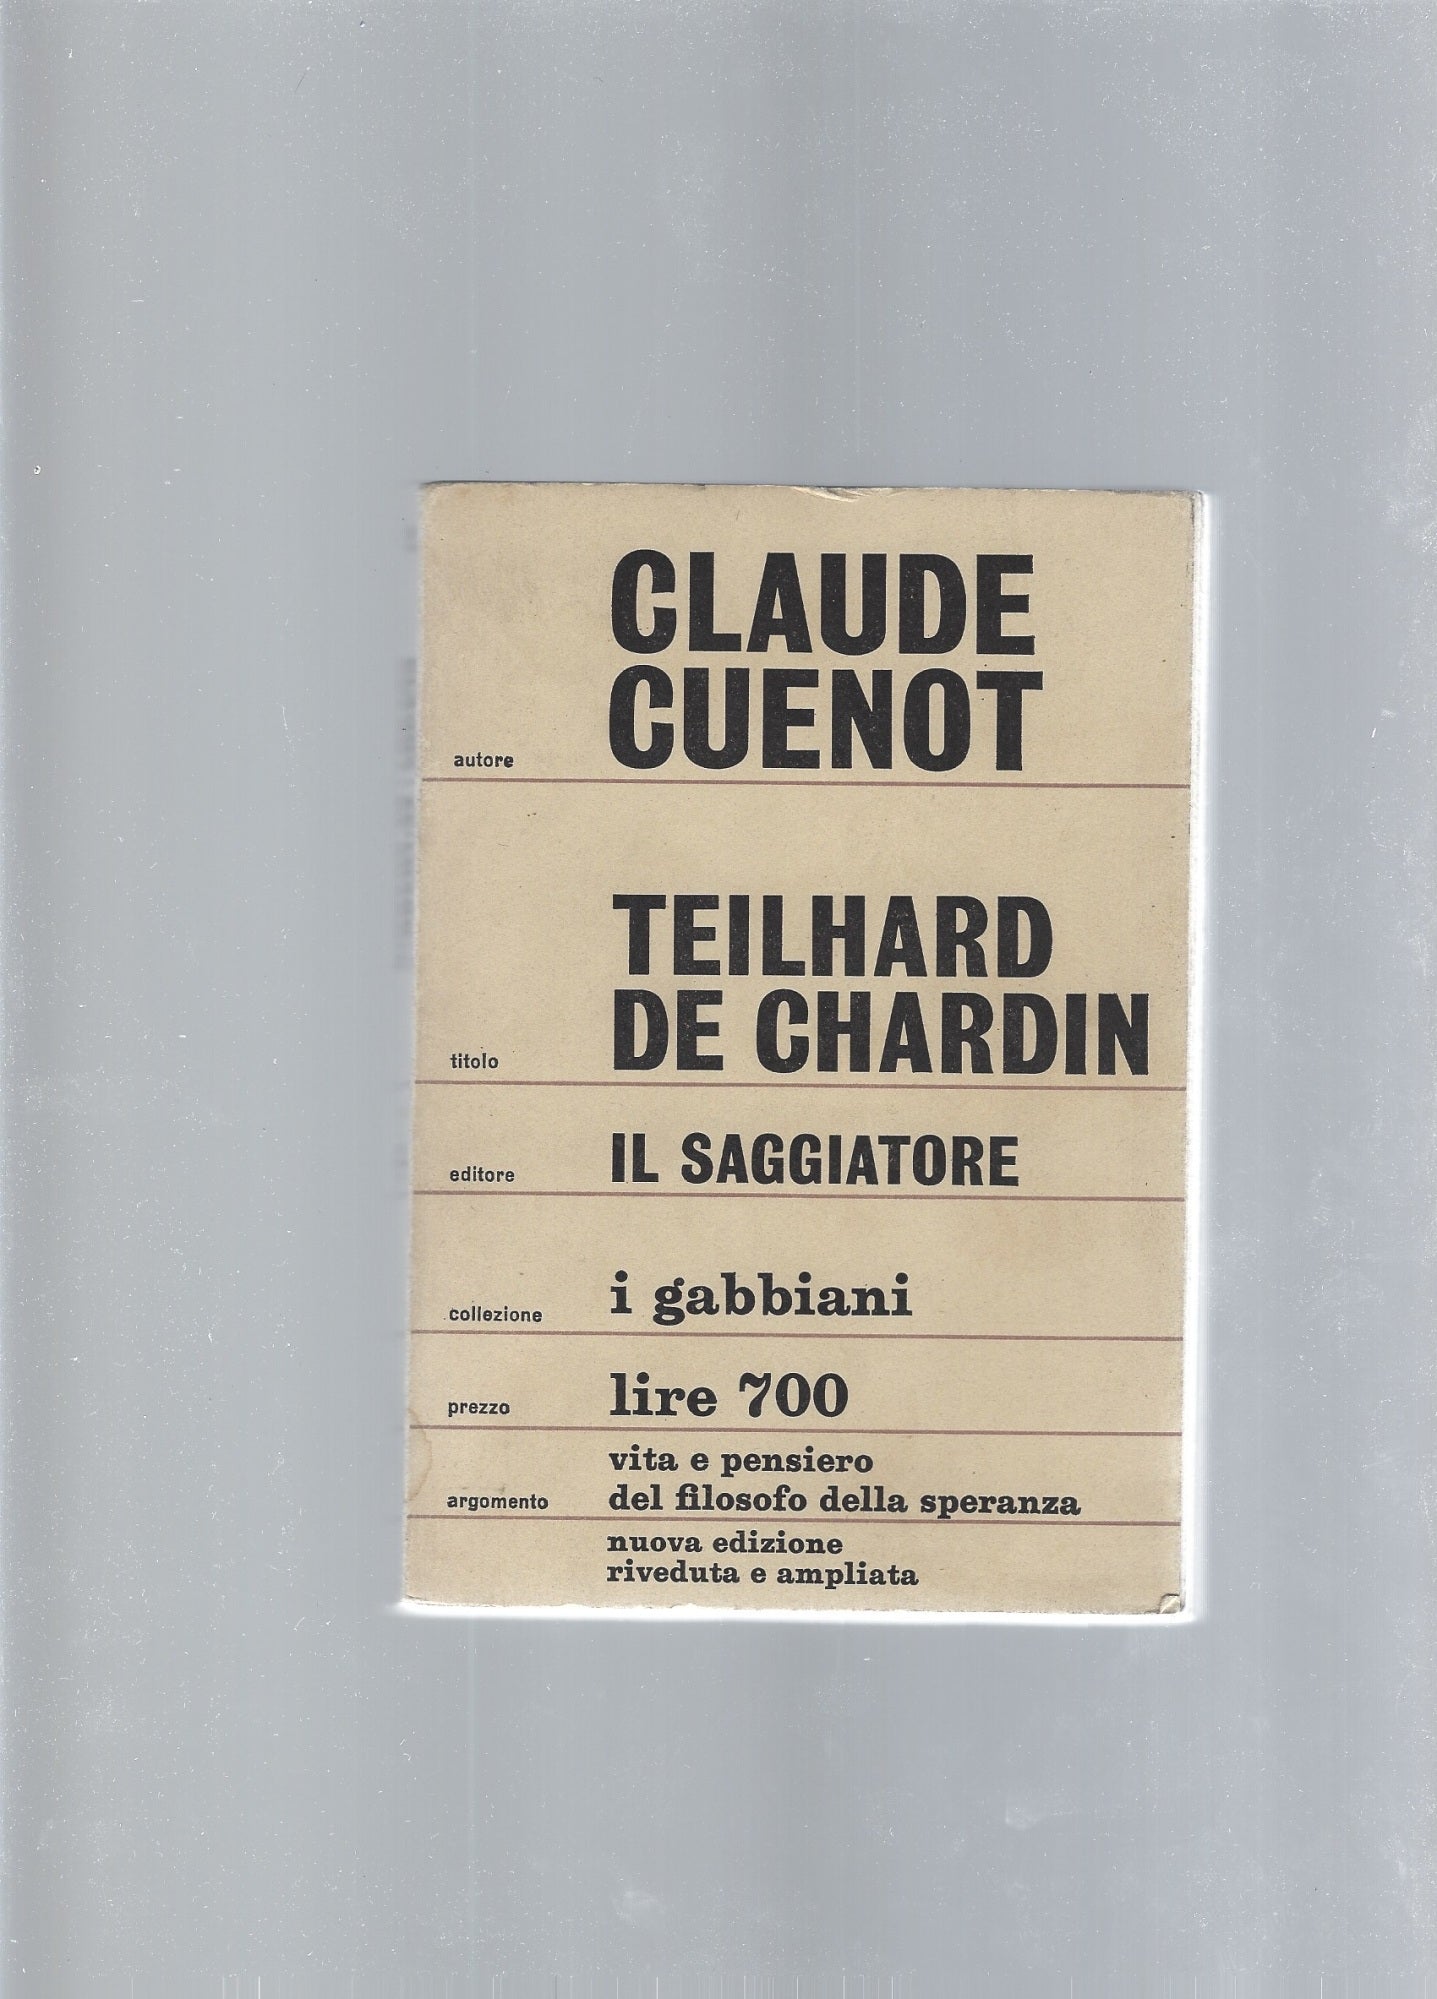 CLAUDE
CUENOT
autore
TEILHARD
DE CHARDIN
titolo
IL SAGGIATORE
editore
i gabbiani
collezione
lire 700
prezzo
vita e pensiero
del filosofo della speranza
argomento
nuova edizione
riveduta e ampliata